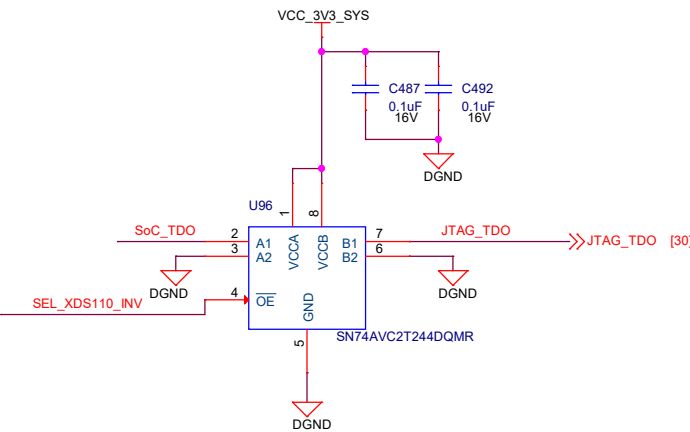 VCC_3V3_SYS
C487
C492
0.1uF
0.1uF
16V
16V
DGND
U96
1
8
SoC_TDO
2
7
JTAG_TDO
JTAG_TDO [30]
A1
B1
3
6
A2
B2
VCCA
VCCB
DGND
DGND
SEL_XDS110_INV
4
OE
GND
SN74AVC2T244DQMR
5
DGND